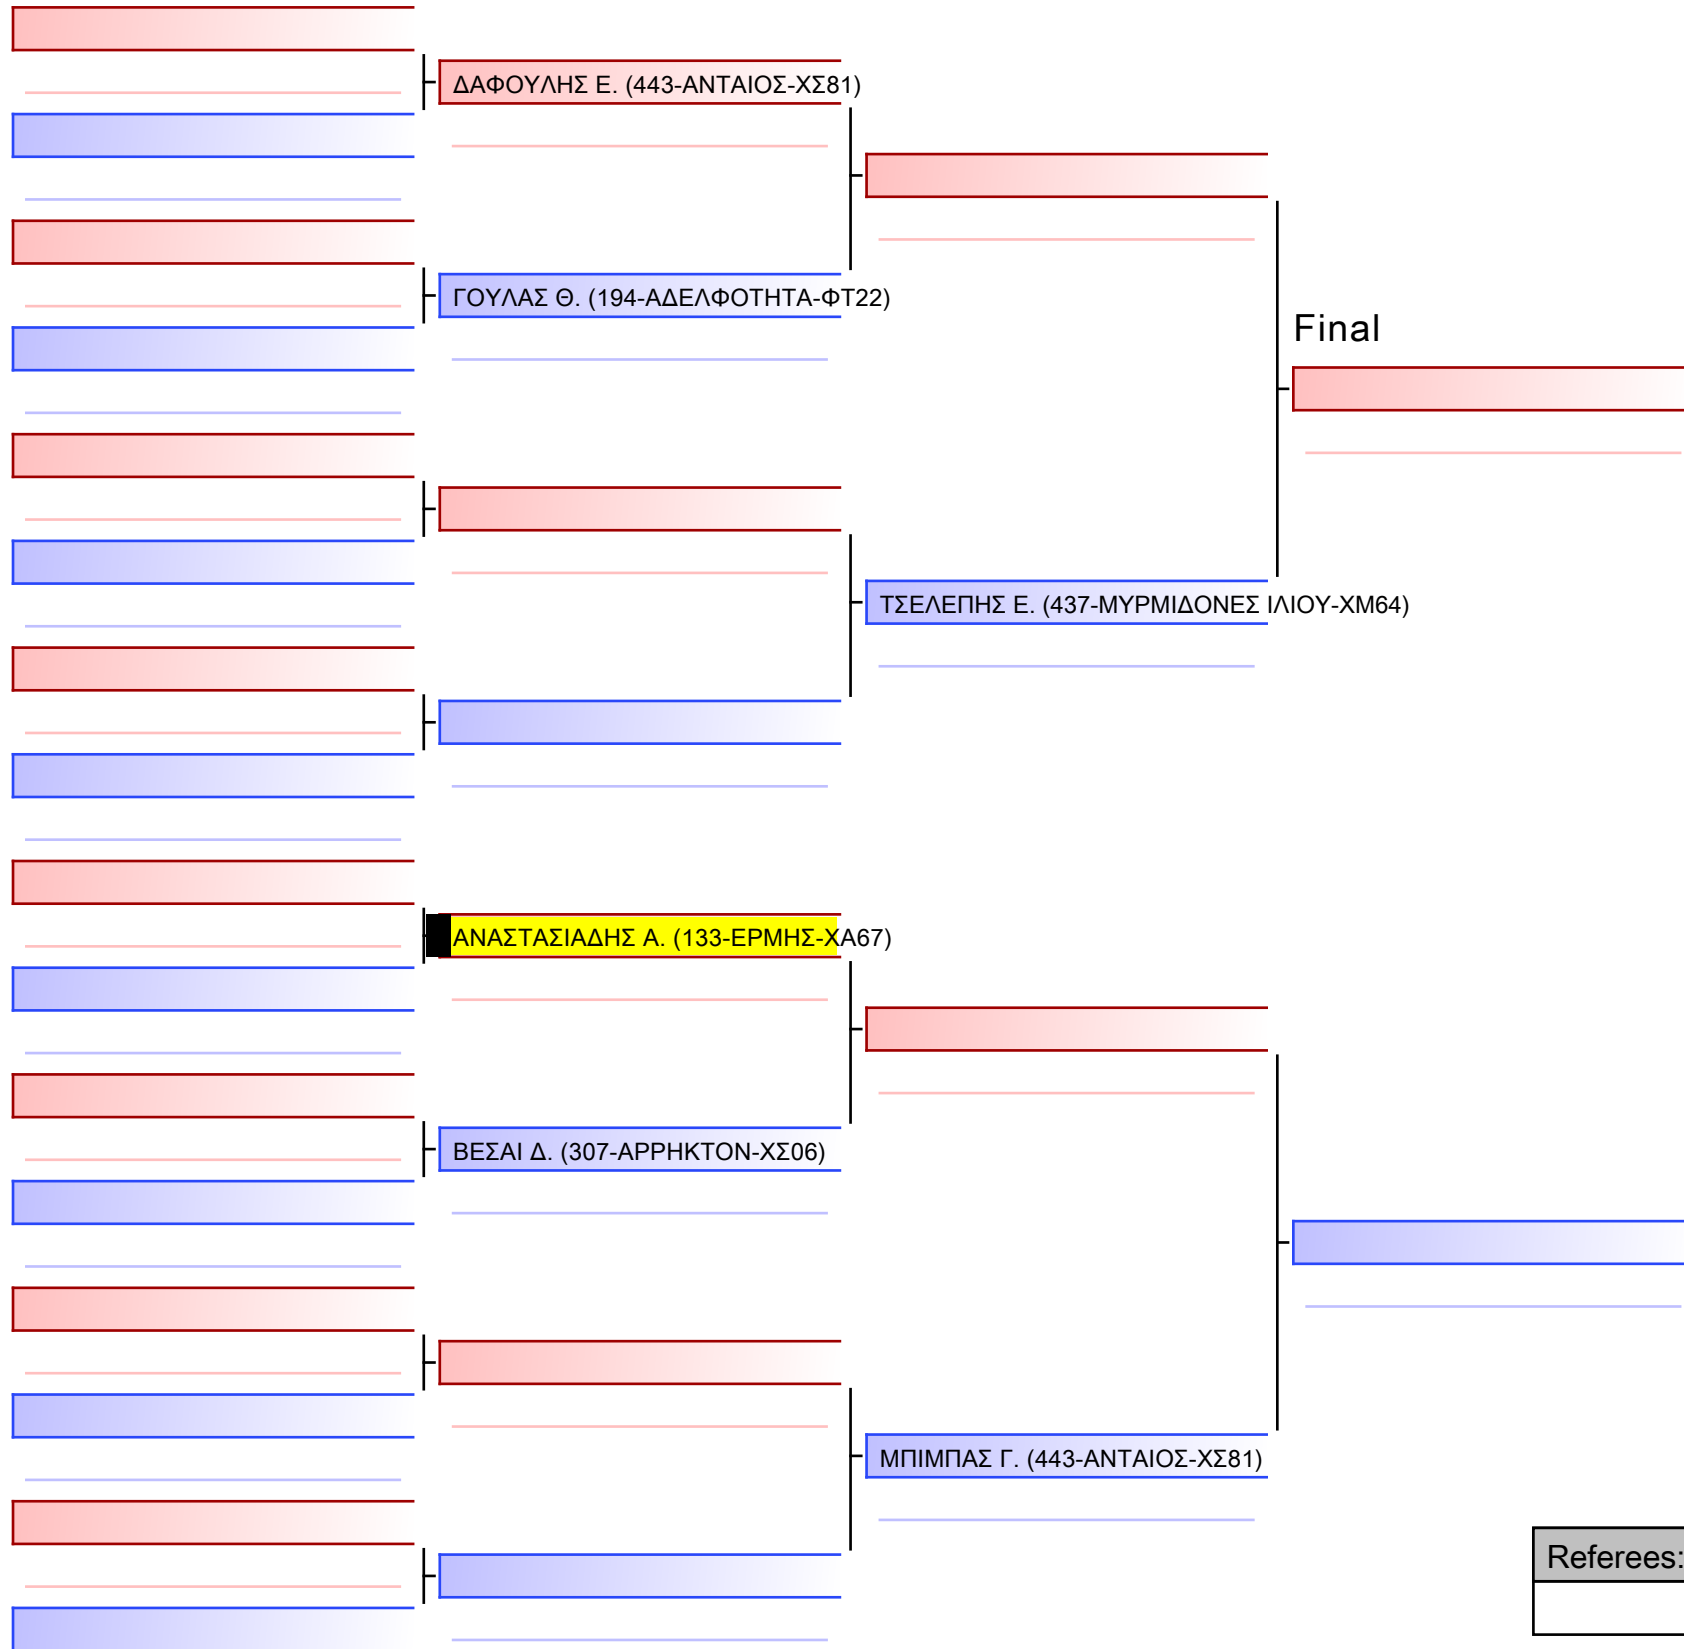 ΔΑΦΟΥΛΗΣ Ε. (443-ΑΝΤΑΙΟΣ-ΧΣ81)
ΓΟΥΛΑΣ Θ. (194-ΑΔΕΛΦΟΤΗΤΑ-ΦΤ22)
Final
ΤΣΕΛΕΠΗΣ Ε. (437-ΜΥΡΜΙΔΟΝΕΣ ΙΛΙΟΥ-ΧΜ64)
ΑΝΑΣΤΑΣΙΑΔΗΣ Α. (133-ΕΡΜΗΣ-ΧΑ67)
ΒΕΣΑΙ Δ. (307-ΑΡΡΗΚΤΟΝ-ΧΣ06)
ΜΠΙΜΠΑΣ Γ. (443-ΑΝΤΑΙΟΣ-ΧΣ81)
Referees: